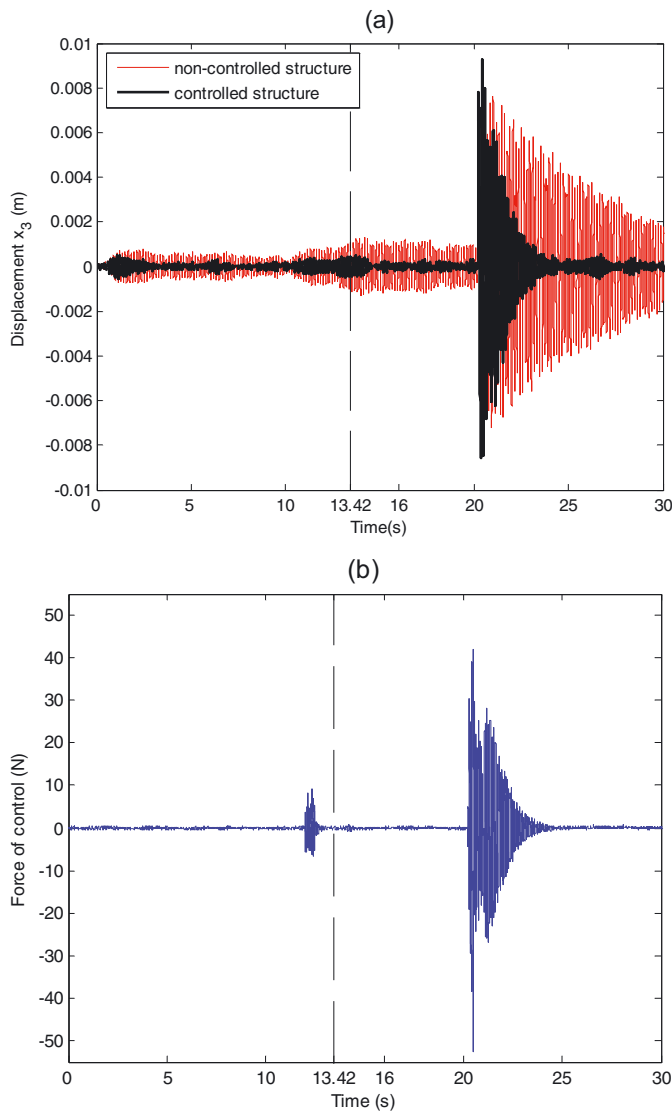 (a)
0.01
0.008
0.006
0.004
0.002
0
-0.002
-0.004
-0.006
-0.008
-0.01
Displacement x3 (m)
non-controlled structure
controlled structure
0 5 10 13.42 16 20 25 30
Time(s)
(b)
50
40
30
20
10
0
-10
-20
-30
-40
-50
Force of control (N)
0 5 10 13.42 16 20 25 30
Time (s)